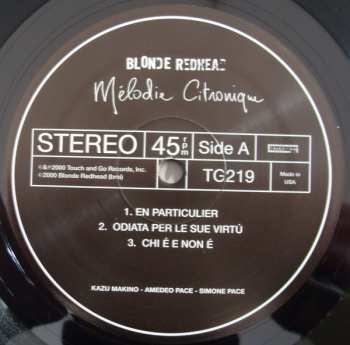 BLONDE REDHEAD
Mélodie Citronique
STEREO 45 rpm Side A
℗&©2000 Touch and Go Records, Inc.
©2000 Blonde Redhead (bmi)
TG219
Made in
USA
1. EN PARTICULIER
2. ODIATA PER LE SUE VIRTÚ
3. CHI É E NON É
KAZU MAKINO - AMEDEO PACE - SIMONE PACE